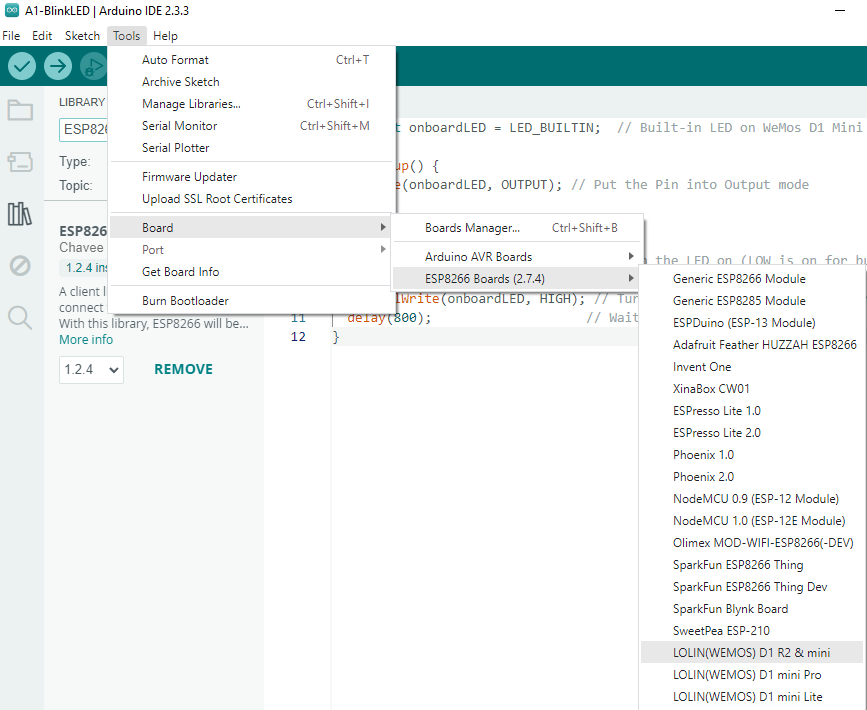 A1-BlinkLED | Arduino IDE 2.3.3
File Edit Sketch Tools Help
Auto Format Ctrl+T
Archive Sketch
Manage Libraries... Ctrl+Shift+I
Serial Monitor Ctrl+Shift+M
Serial Plotter
Firmware Updater
Upload SSL Root Certificates
Board
Port
Get Board Info
Burn Bootloader
Boards Manager... Ctrl+Shift+B
Arduino AVR Boards
ESP8266 Boards (2.7.4)
Generic ESP8266 Module
Generic ESP8285 Module
ESPDuino (ESP-13 Module)
Adafruit Feather HUZZAH ESP8266
Invent One
XinaBox CW01
ESPresso Lite 1.0
ESPresso Lite 2.0
Phoenix 1.0
Phoenix 2.0
NodeMCU 0.9 (ESP-12 Module)
NodeMCU 1.0 (ESP-12E Module)
Olimex MOD-WIFI-ESP8266(-DEV)
SparkFun ESP8266 Thing
SparkFun ESP8266 Thing Dev
SparkFun Blynk Board
SweetPea ESP-210
LOLIN(WEMOS) D1 R2 & mini
LOLIN(WEMOS) D1 mini Pro
LOLIN(WEMOS) D1 mini Lite
LIBRARY
ESP826
Type:
Topic:
ESP826
Chavee
1.2.4 ins
A client l
connect
With this library, ESP8266 will be...
More info
1.2.4 REMOVE
t onboardLED = LED_BUILTIN; // Built-in LED on WeMos D1 Mini
up() {
e(onboardLED, OUTPUT); // Put the Pin into Output mode
n the LED on (LOW is on for bu
lWrite(onboardLED, HIGH); // Tur
11 delay(800); // Wait
12 }